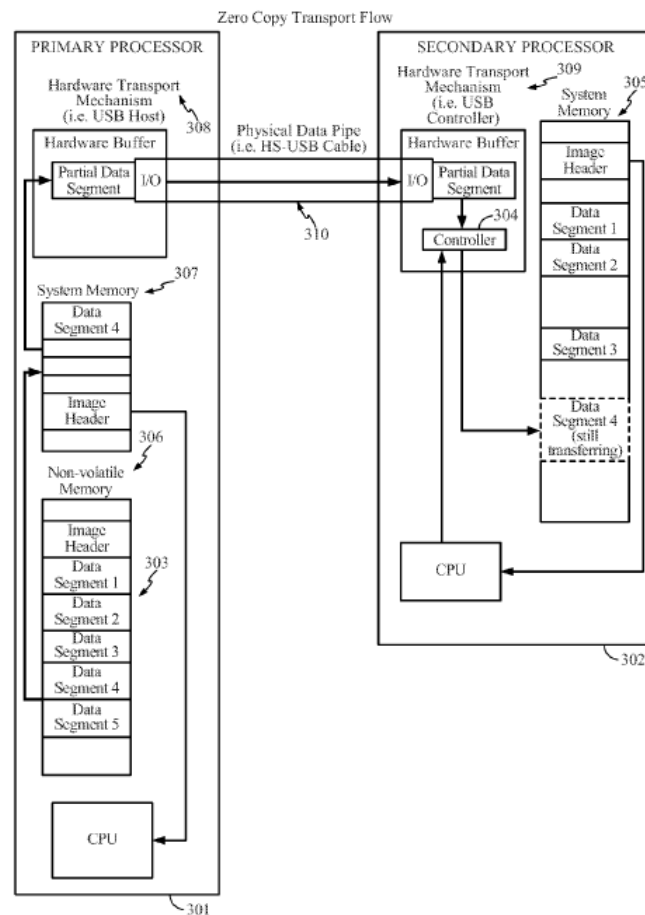 Zero Copy Transport Flow
PRIMARY PROCESSOR
Hardware Transport
Mechanism
(i.e. USB Host)
308
Hardware Buffer
Partial Data
Segment
I/O
Physical Data Pipe
(i.e. HS-USB Cable)
310
System Memory
307
Data
Segment 4
Image
Header
306
Non-volatile
Memory
Image
Header
Data
Segment 1
303
Data
Segment 2
Data
Segment 3
Data
Segment 4
Data
Segment 5
CPU
301
SECONDARY PROCESSOR
Hardware Transport
Mechanism
(i.e. USB
Controller)
309
Hardware Buffer
I/O
Partial Data
Segment
304
Controller
System
Memory
305
Image
Header
Data
Segment 1
Data
Segment 2
Data
Segment 3
Data
Segment 4
(still
transferring)
CPU
302